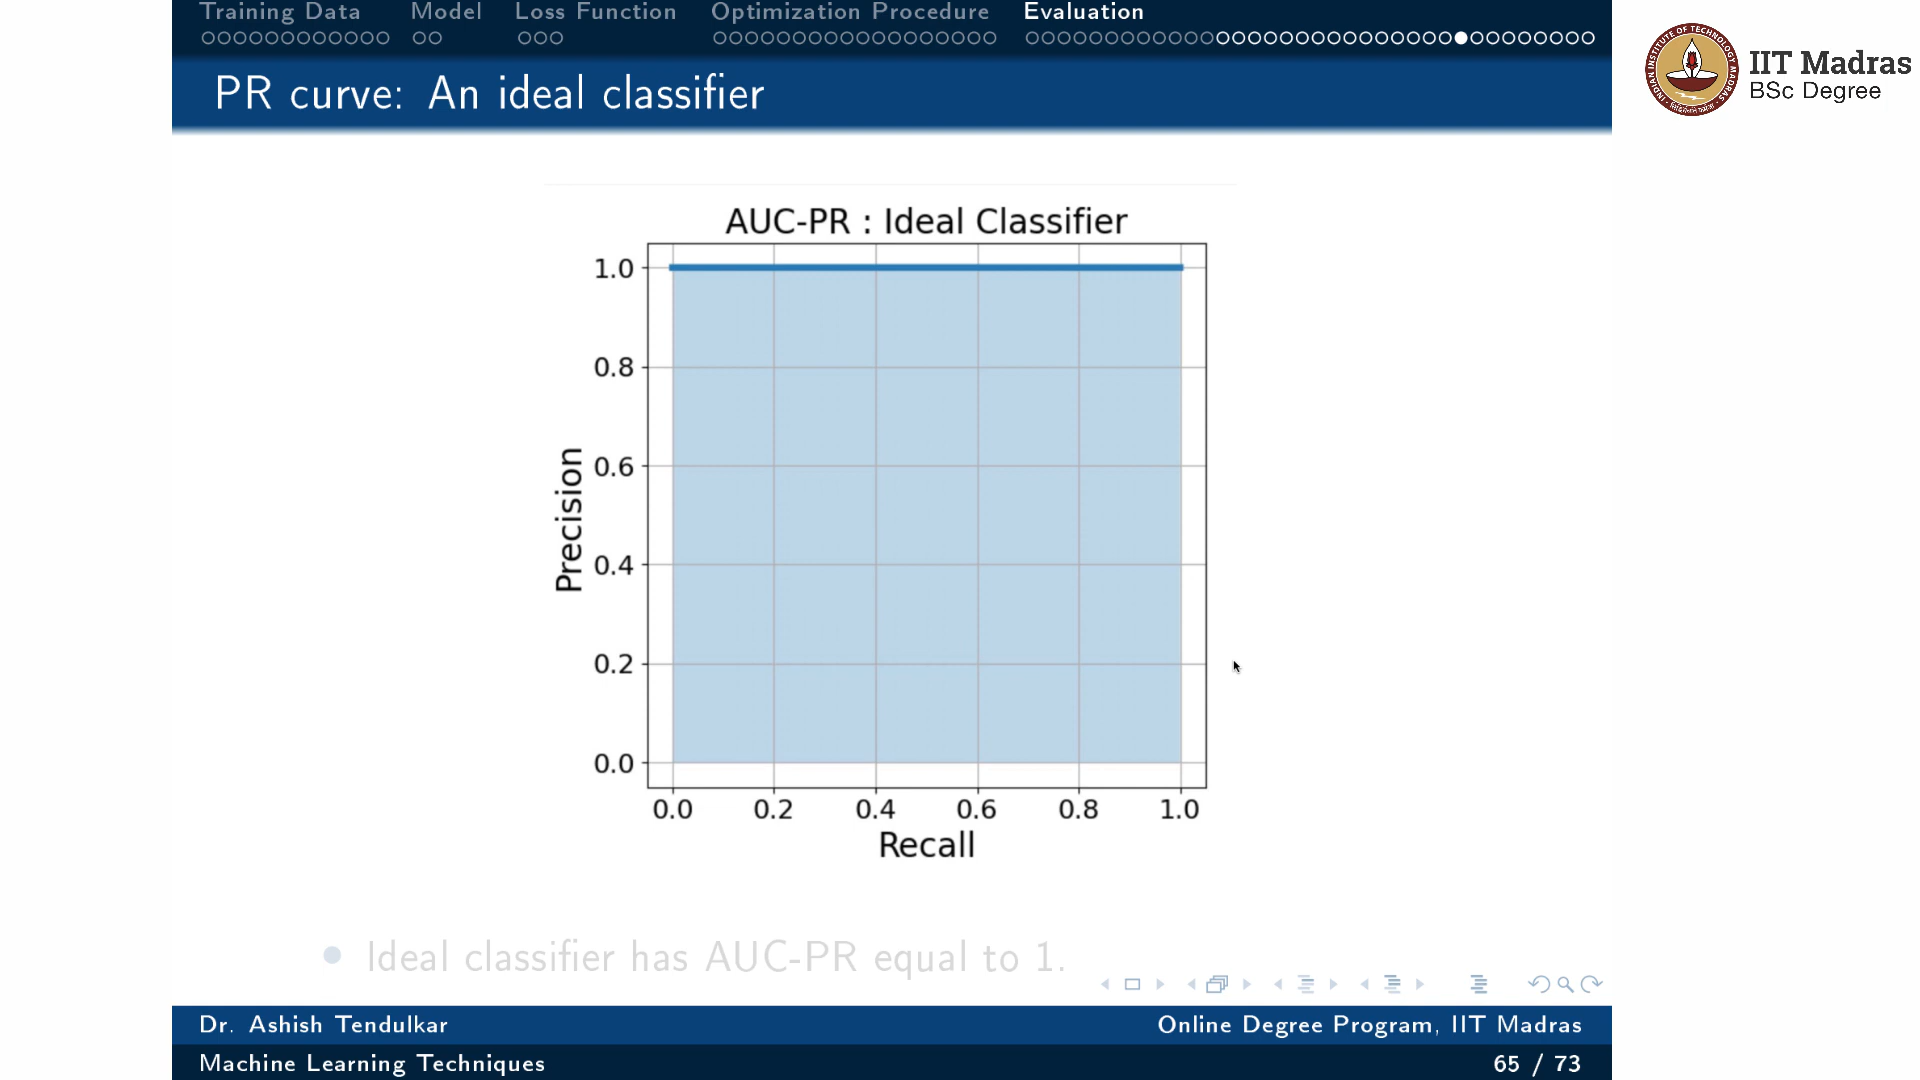 Training Data Model Loss Function Optimization Procedure Evaluation
PR curve: An ideal classifier
IIT Madras
BSc Degree
AUC-PR : Ideal Classifier
1.0
0.8
0.6
0.4
0.2
0.0
Precision
0.0 0.2 0.4 0.6 0.8 1.0
Recall
Ideal classifier has AUC-PR equal to 1.
Dr. Ashish Tendulkar Online Degree Program, IIT Madras
Machine Learning Techniques 65 / 73